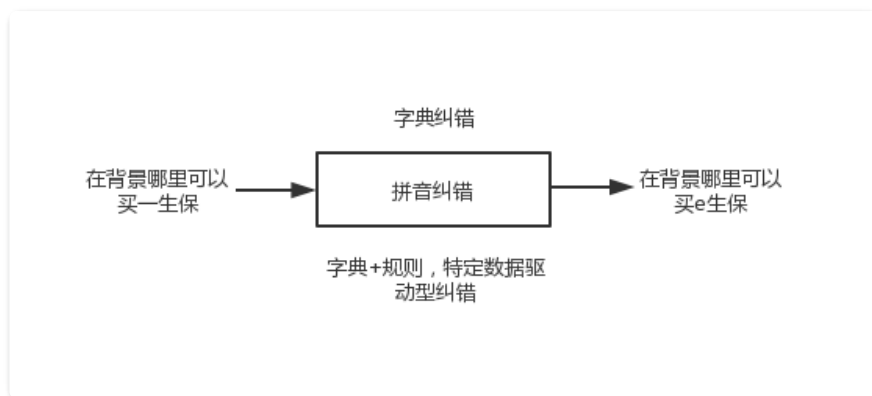 字典纠错
在背景哪里可以
买一生保
拼音纠错
在背景哪里可以
买e生保
字典+规则，特定数据驱
动型纠错